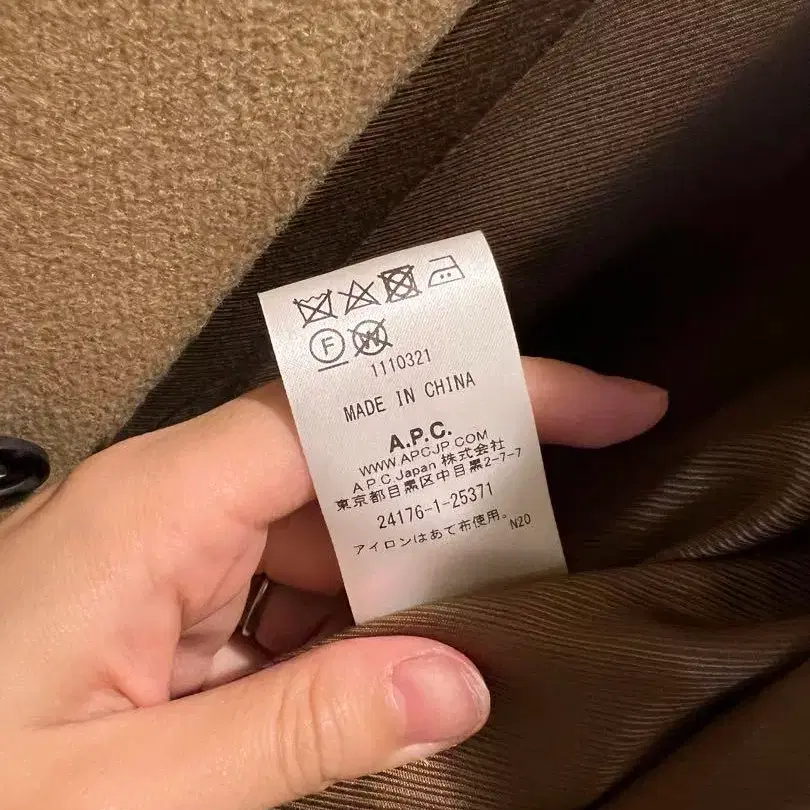 F W
1110321
MADE IN CHINA
A.P.C.
WWW.APCJP.COM
A.P.C.Japan 株式会社
東京都目黒区中目黒2-7-7
24176-1-25371
アイロンはあて布使用。 N20